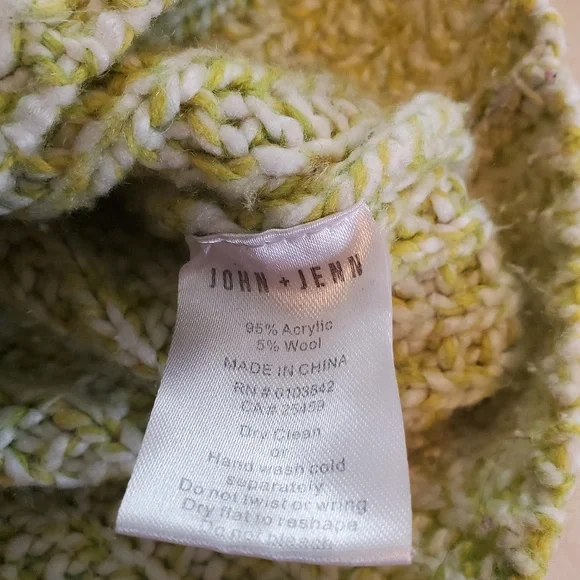 JOHN + JENN
95% Acrylic
5% Wool
MADE IN CHINA
RN # 0103842
CA # 25459
Dry Clean
or
Hand wash cold
separately
Do not twist or wring
Dry flat to reshape
Do not bleach